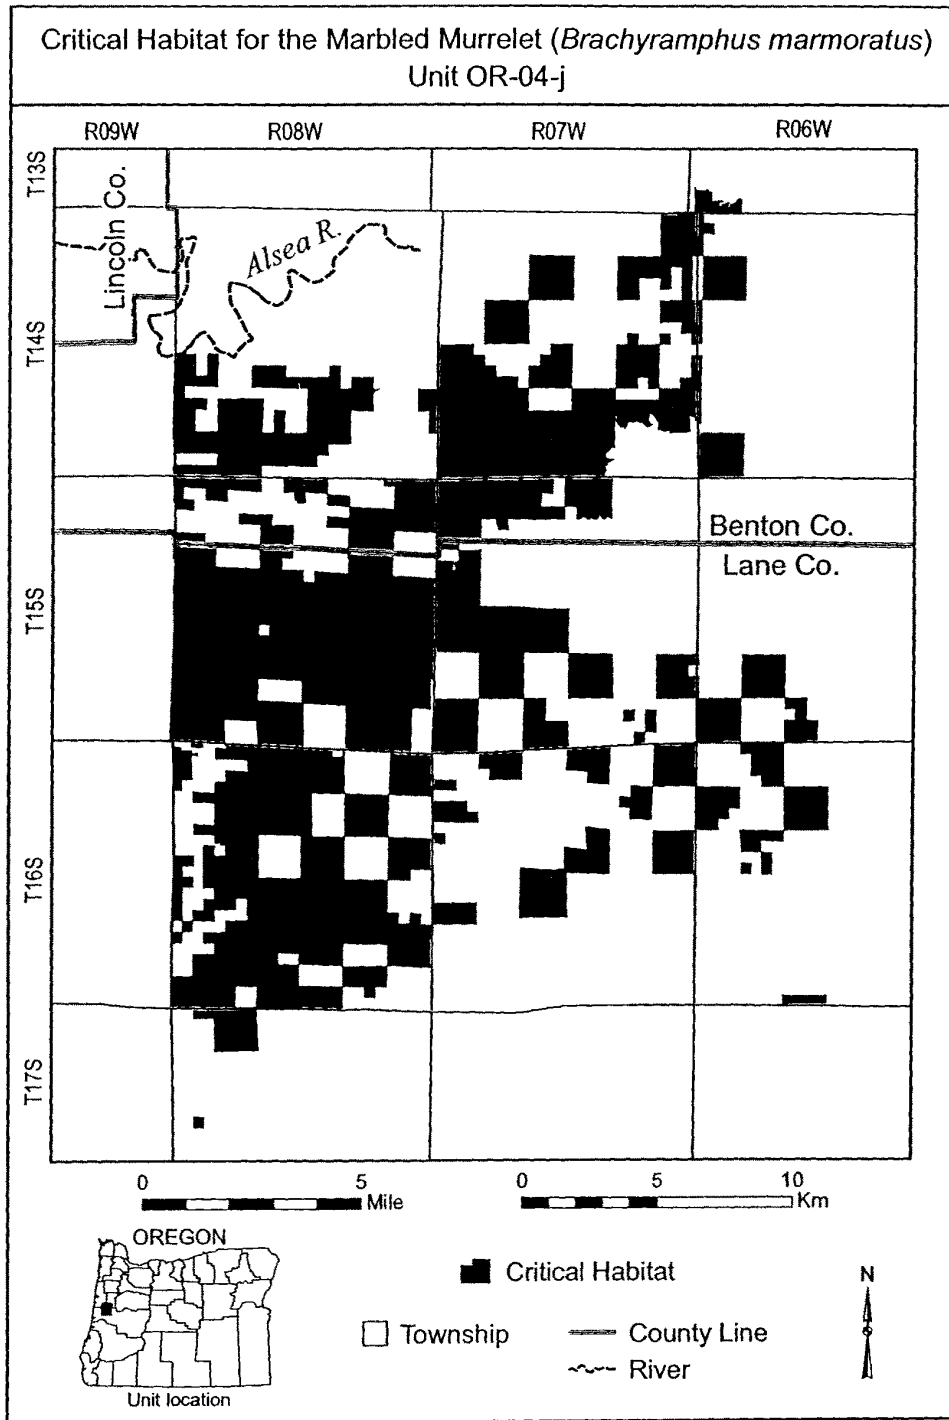 Critical Habitat for the Marbled Murrelet (Brachyramphus marmoratus)
Unit OR-04-j
R09W R08W R07W R06W
T13S
Lincoln Co.
Alsea R.
T14S
Benton Co.
Lane Co.
T15S
T16S
T17S
0 5 Mile
0 5 10 Km
OREGON
Unit location
Critical Habitat
Township
County Line
River
N